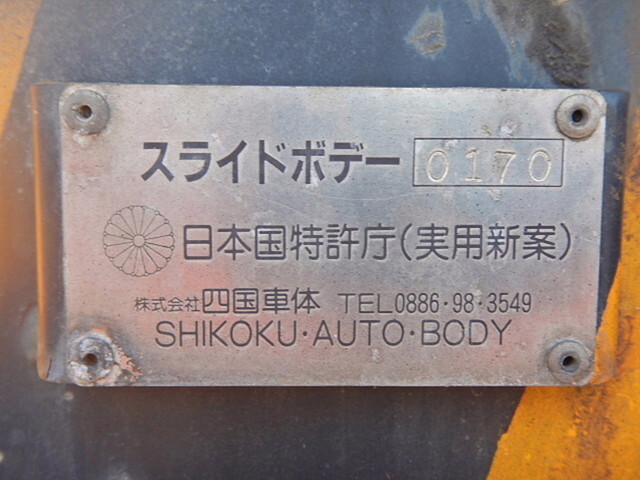 スライドボデー 0170
日本国特許庁(実用新案)
株式会社四国車体 TEL0886・98・3549
SHIKOKU・AUTO・BODY